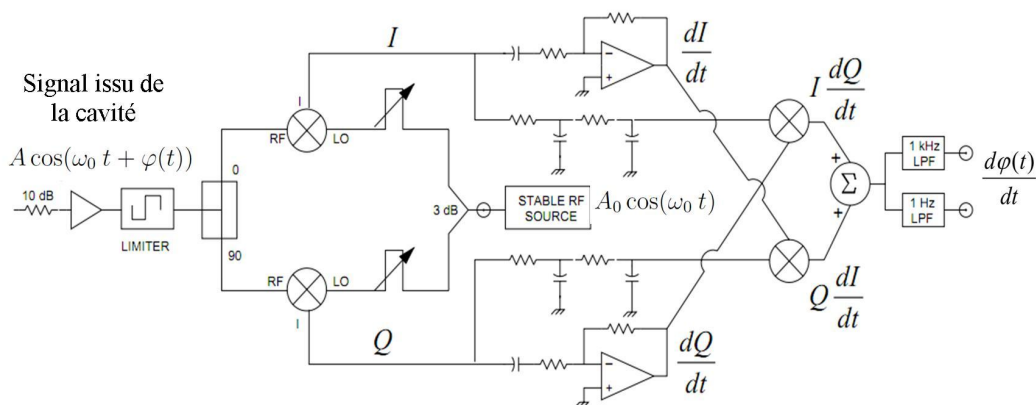 Signal issu de
la cavité
A cos(ω₀ t + φ(t))
10 dB
LIMITER
0
90
I
RF
LO
I
3 dB
STABLE RF
SOURCE
A₀ cos(ω₀ t)
RF
LO
I
Q
dI/dt
−
+
dQ/dt
−
+
I dQ/dt
Q dI/dt
+
Σ
+
1 kHz
LPF
1 Hz
LPF
dφ(t)/dt